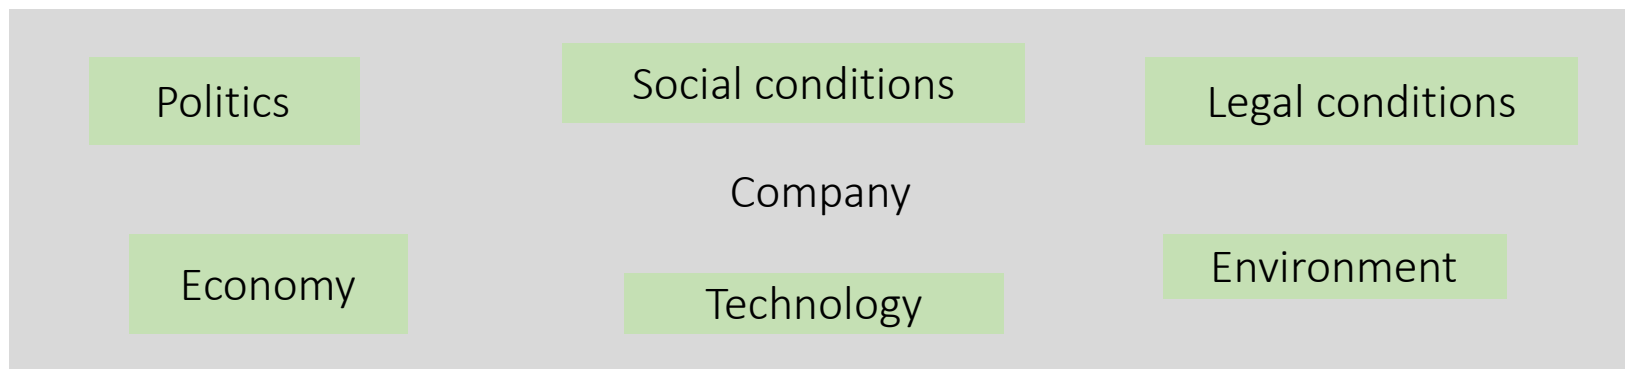 Politics
Social conditions
Legal conditions
Company
Economy
Technology
Environment